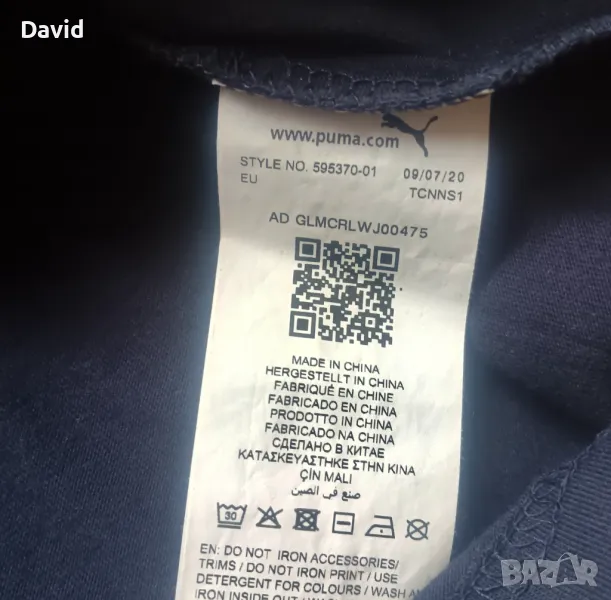 David
www.puma.com
STYLE NO. 595370-01 09/07/20
EU TCNNS1
AD GLMCRLWJ00475
MADE IN CHINA
HERGESTELLT IN CHINA
FABRIQUÉ EN CHINE
FABRICADO EN CHINA
PRODOTTO IN CHINA
FABRICADO NA CHINA
СДЕЛАНО В КИТАЕ
ΚΑΤΑΣΚΕΥΑΣΤΗΚΕ ΣΤΗΝ ΚΙΝΑ
ÇİN MALI
صنع في الصين
30
EN: DO NOT IRON ACCESSORIES/
TRIMS / DO NOT IRON PRINT / USE
DETERGENT FOR COLOURS / WASH AND
IRON INSIDE OUT
BAZAR